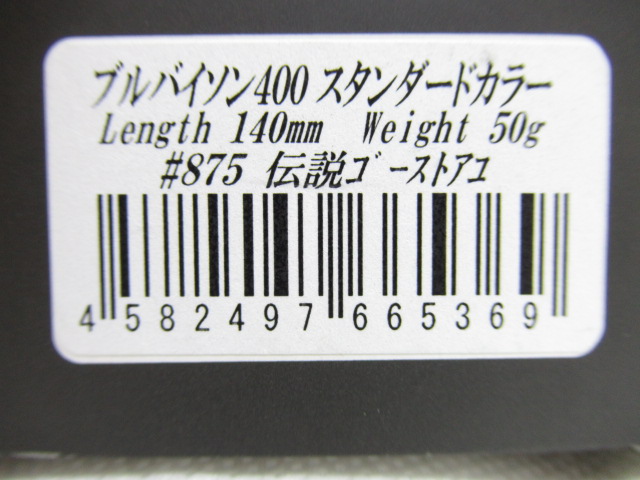 ブルバイソン400 スタンダードカラー
Length 140mm Weight 50g
#875 伝説ｺﾞｰｽﾄｱｺ
4 582497 665369